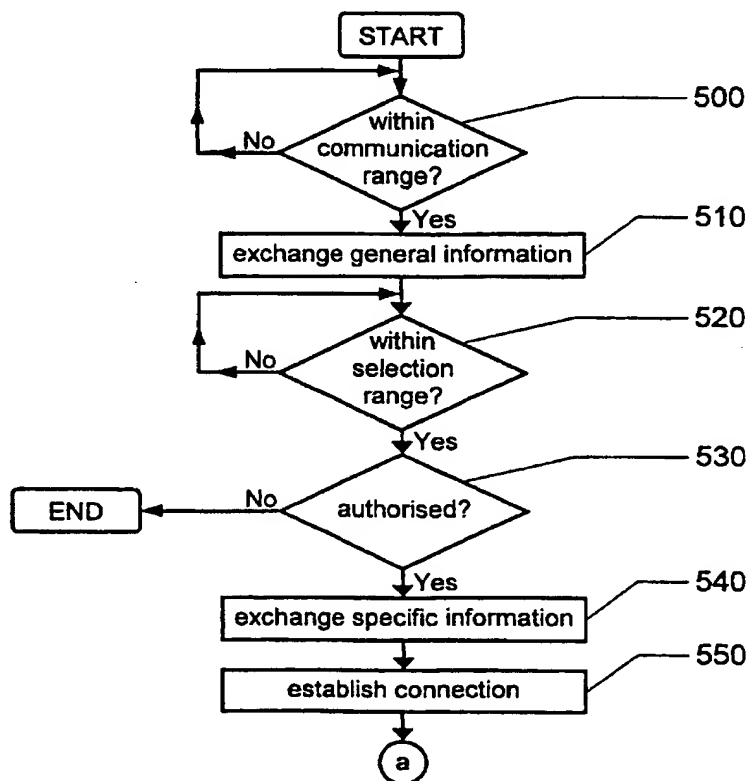 START
500
within
communication
range?
No
Yes
510
exchange general information
520
within
selection
range?
No
Yes
530
authorised?
No
END
Yes
540
exchange specific information
550
establish connection
a